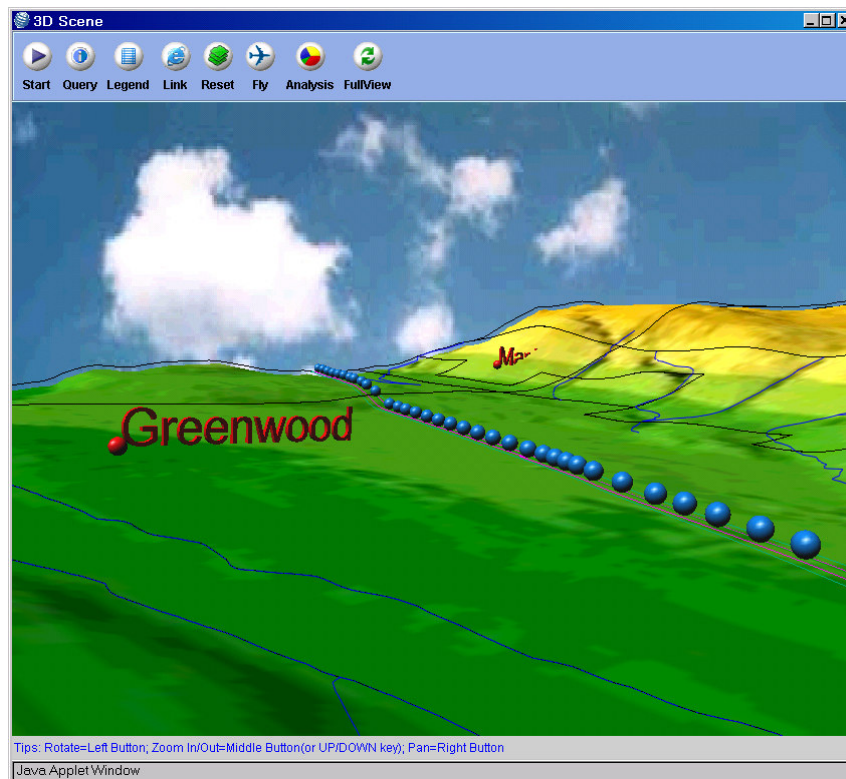 3D Scene
Start Query Legend Link Reset Fly Analysis FullView
Greenwood
Tips: Rotate=Left Button; Zoom In/Out=Middle Button(or UP/DOWN key); Pan=Right Button
Java Applet Window